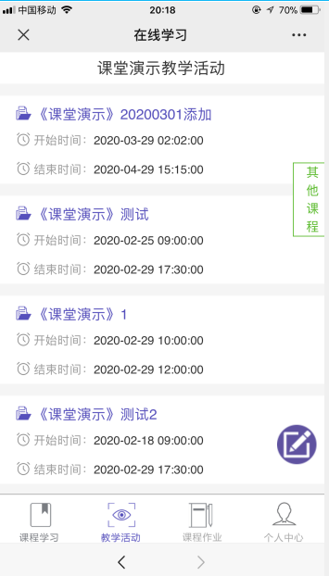 中国移动
20:18
70%
在线学习
课堂演示教学活动
《课堂演示》20200301添加
开始时间：2020-03-29 02:02:00
结束时间：2020-04-29 15:15:00
其他课程
《课堂演示》测试
开始时间：2020-02-25 09:00:00
结束时间：2020-02-29 17:30:00
《课堂演示》1
开始时间：2020-02-29 10:00:00
结束时间：2020-02-29 12:00:00
《课堂演示》测试2
开始时间：2020-02-18 09:00:00
结束时间：2020-02-29 17:30:00
课程学习
教学活动
课程作业
个人中心